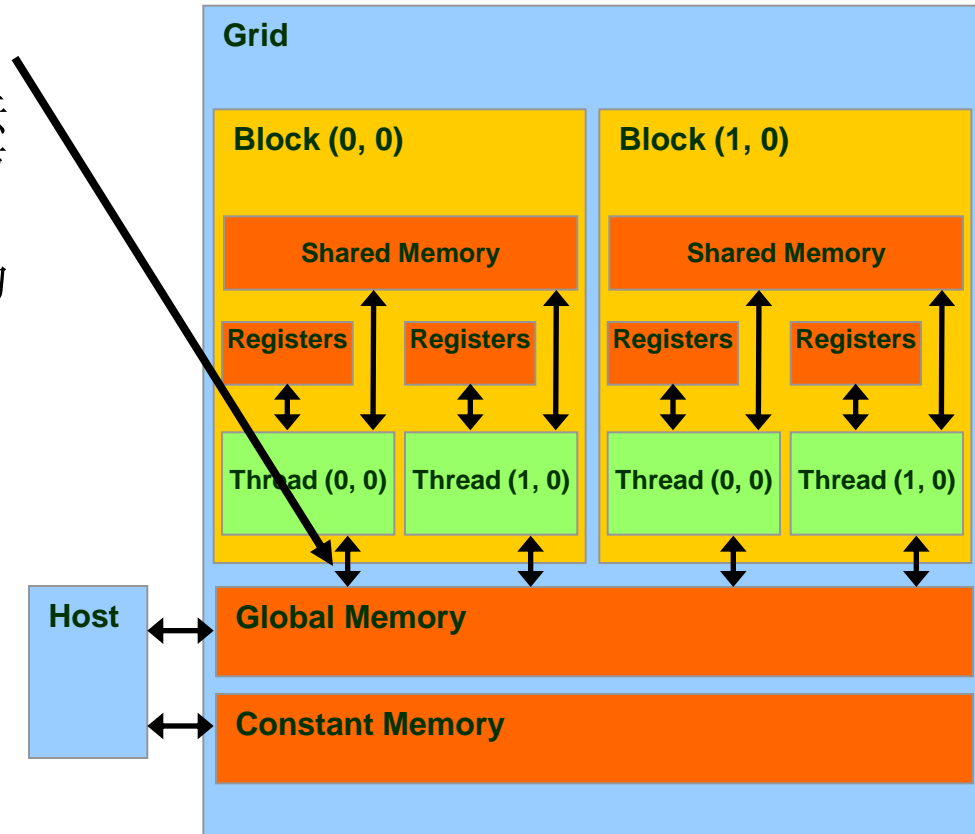 Grid
Block (0, 0)
Block (1, 0)
Shared Memory
Shared Memory
Registers
Registers
Registers
Registers
Thread (0, 0)
Thread (1, 0)
Thread (0, 0)
Thread (1, 0)
Host
Global Memory
Constant Memory